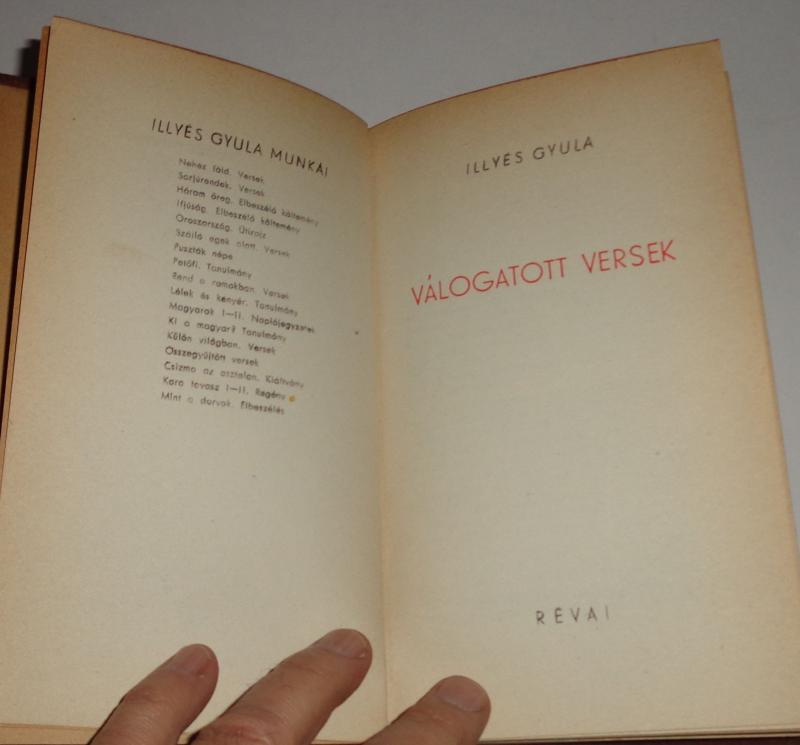 ILLYÉS GYULA MUNKÁI
Nehéz föld. Versek
Sarjúrendek. Versek
Három öreg. Elbeszélő költemény
Ifjúság. Elbeszélő költemény
Oroszország. Útirajz
Szálló egek alatt. Versek
Puszták népe
Petőfi. Tanulmány
Rend a romokban. Versek
Lélek és kenyér. Tanulmány
Magyarok I—II. Naplójegyzetek
Ki a magyar? Tanulmány
Külön világban. Versek
Összegyűjtött versek
Csizma az asztalon. Kiáltvány
Kora tavasz I—II. Regény
Mint a darvak. Elbeszélés
ILLYÉS GYULA
VÁLOGATOTT VERSEK
RÉVAI